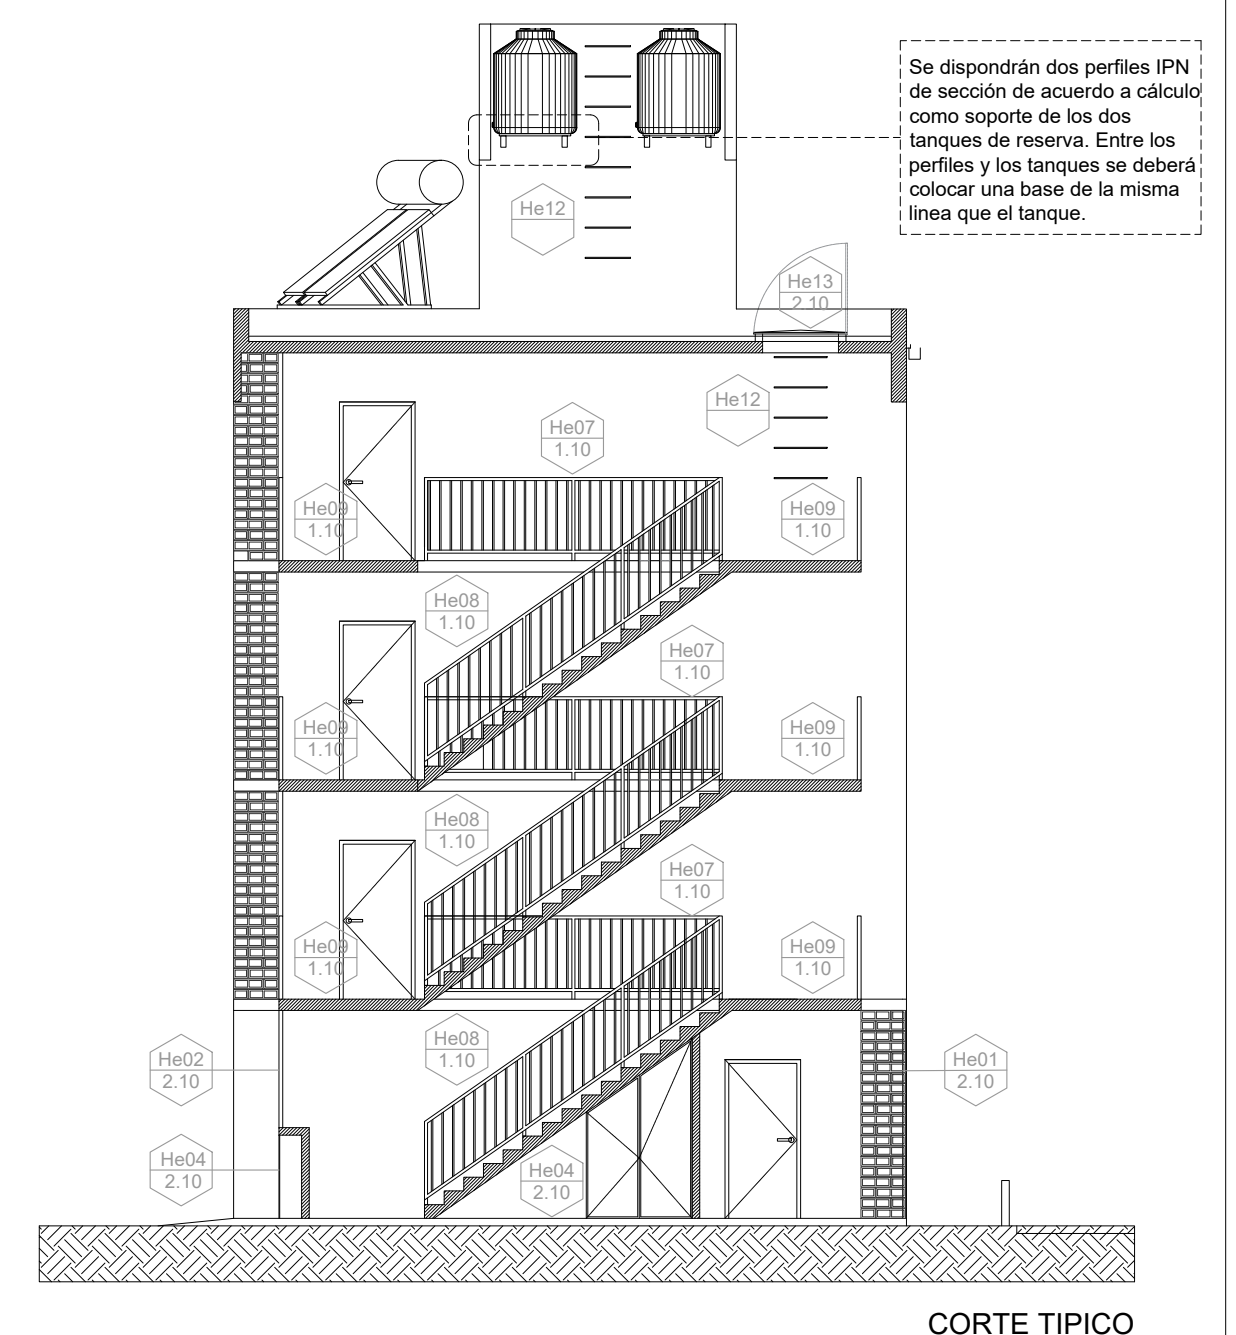 Se dispondrán dos perfiles IPN
de sección de acuerdo a cálculo
como soporte de los dos
tanques de reserva. Entre los
perfiles y los tanques se deberá
colocar una base de la misma
linea que el tanque.
He12
He13
2.10
He12
He07
1.10
He09
1.10
He09
1.10
He08
1.10
He07
1.10
He09
1.10
He09
1.10
He08
1.10
He07
1.10
He09
1.10
He09
1.10
He08
1.10
He02
2.10
He01
2.10
He04
2.10
He04
2.10
CORTE TIPICO